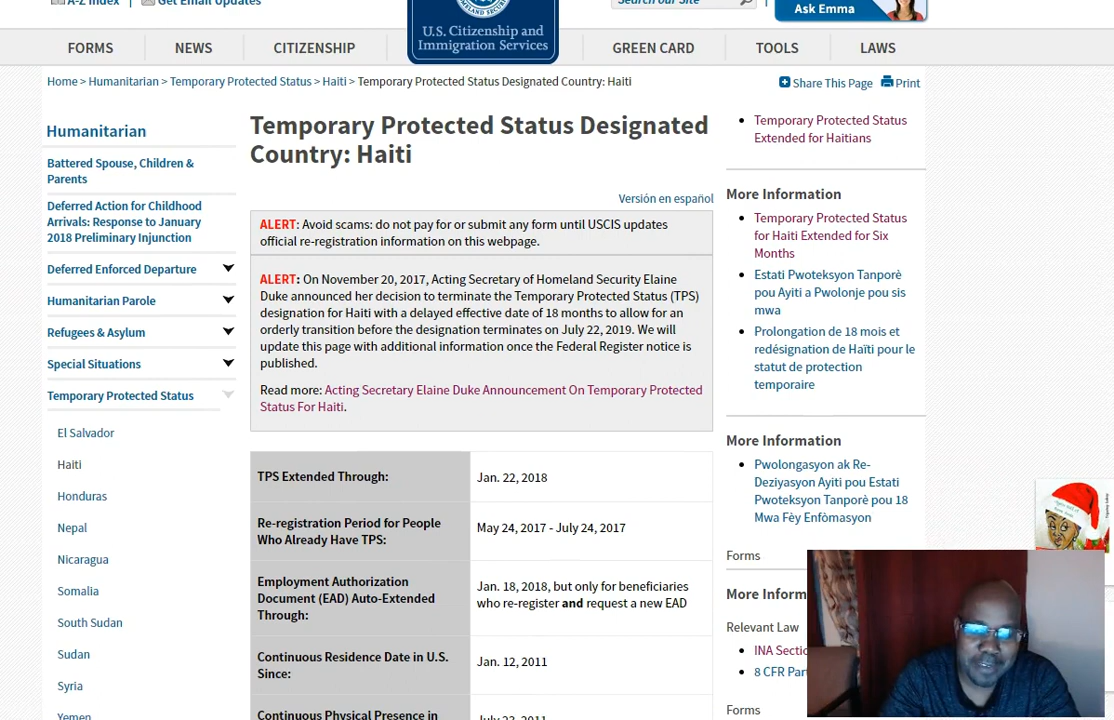 A-Z Index
Get Email Updates
Search our Site
Ask Emma
FORMS
NEWS
CITIZENSHIP
U.S. Citizenship and
Immigration Services
GREEN CARD
TOOLS
LAWS
Home > Humanitarian > Temporary Protected Status > Haiti > Temporary Protected Status Designated Country: Haiti
Share This Page
Print
Humanitarian
Battered Spouse, Children &
Parents
Deferred Action for Childhood
Arrivals: Response to January
2018 Preliminary Injunction
Deferred Enforced Departure
Humanitarian Parole
Refugees & Asylum
Special Situations
Temporary Protected Status
El Salvador
Haiti
Honduras
Nepal
Nicaragua
Somalia
South Sudan
Sudan
Syria
Yemen
Temporary Protected Status Designated
Country: Haiti
Versión en español
ALERT: Avoid scams: do not pay for or submit any form until USCIS updates
official re-registration information on this webpage.
ALERT: On November 20, 2017, Acting Secretary of Homeland Security Elaine
Duke announced her decision to terminate the Temporary Protected Status (TPS)
designation for Haiti with a delayed effective date of 18 months to allow for an
orderly transition before the designation terminates on July 22, 2019. We will
update this page with additional information once the Federal Register notice is
published.
Read more: Acting Secretary Elaine Duke Announcement On Temporary Protected
Status For Haiti.
TPS Extended Through:
Jan. 22, 2018
Re-registration Period for People
Who Already Have TPS:
May 24, 2017 - July 24, 2017
Employment Authorization
Document (EAD) Auto-Extended
Through:
Jan. 18, 2018, but only for beneficiaries
who re-register and request a new EAD
Continuous Residence Date in U.S.
Since:
Jan. 12, 2011
Continuous Physical Presence in
July 23, 2011
Temporary Protected Status
Extended for Haitians
More Information
Temporary Protected Status
for Haiti Extended for Six
Months
Estati Pwoteksyon Tanporè
pou Ayiti a Pwolonje pou sis
mwa
Prolongation de 18 mois et
redésignation de Haïti pour le
statut de protection
temporaire
More Information
Pwolongasyon ak Re-
Deziyasyon Ayiti pou Estati
Pwoteksyon Tanporè pou 18
Mwa Fèy Enfòmasyon
Forms
More Inform
Relevant Law
INA Sectio
8 CFR Part
Forms